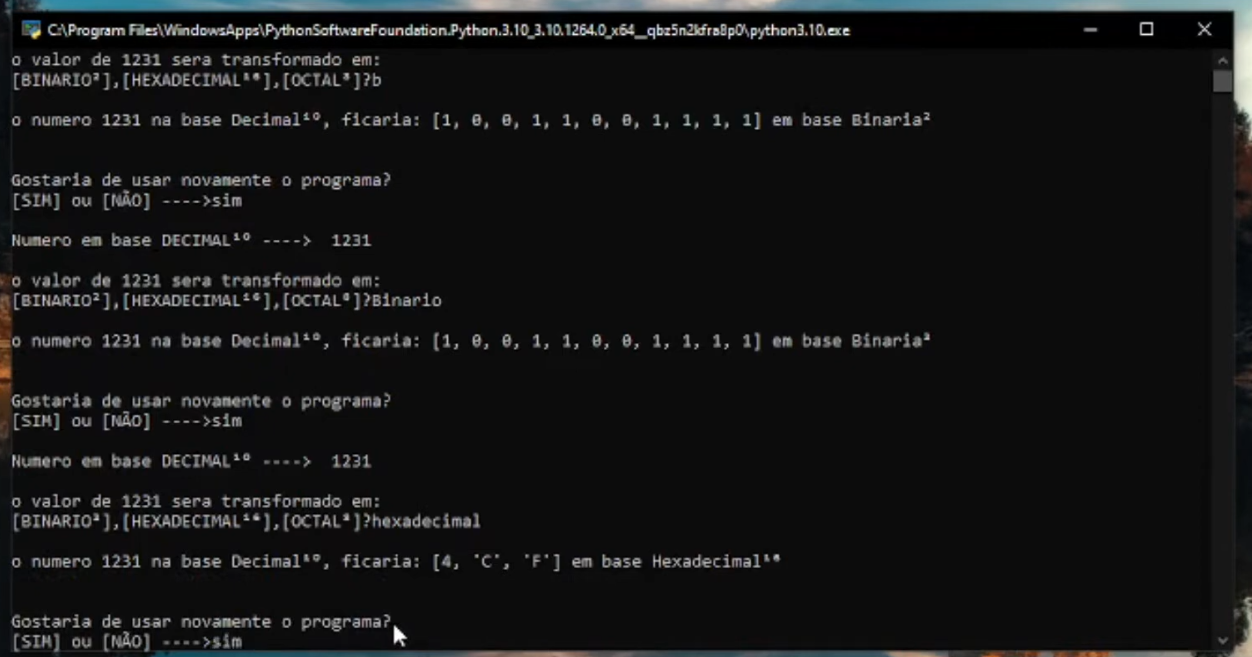 C:\Program Files\WindowsApps\PythonSoftwareFoundation.Python.3.10_3.10.1264.0_x64__qbz5n2kfra8p0\python3.10.exe
o valor de 1231 sera transformado em:
[BINARIO²],[HEXADECIMAL¹⁶],[OCTAL⁸]?b
o numero 1231 na base Decimal¹⁰, ficaria: [1, 0, 0, 1, 1, 0, 0, 1, 1, 1, 1] em base Binaria²
Gostaria de usar novamente o programa?
[SIM] ou [NÃO] ---->sim
Numero em base DECIMAL¹⁰ ----> 1231
o valor de 1231 sera transformado em:
[BINARIO²],[HEXADECIMAL¹⁶],[OCTAL⁸]?Binario
o numero 1231 na base Decimal¹⁰, ficaria: [1, 0, 0, 1, 1, 0, 0, 1, 1, 1, 1] em base Binaria²
Gostaria de usar novamente o programa?
[SIM] ou [NÃO] ---->sim
Numero em base DECIMAL¹⁰ ----> 1231
o valor de 1231 sera transformado em:
[BINARIO²],[HEXADECIMAL¹⁶],[OCTAL⁸]?hexadecimal
o numero 1231 na base Decimal¹⁰, ficaria: [4, 'C', 'F'] em base Hexadecimal¹⁶
Gostaria de usar novamente o programa?
[SIM] ou [NÃO] ---->sim